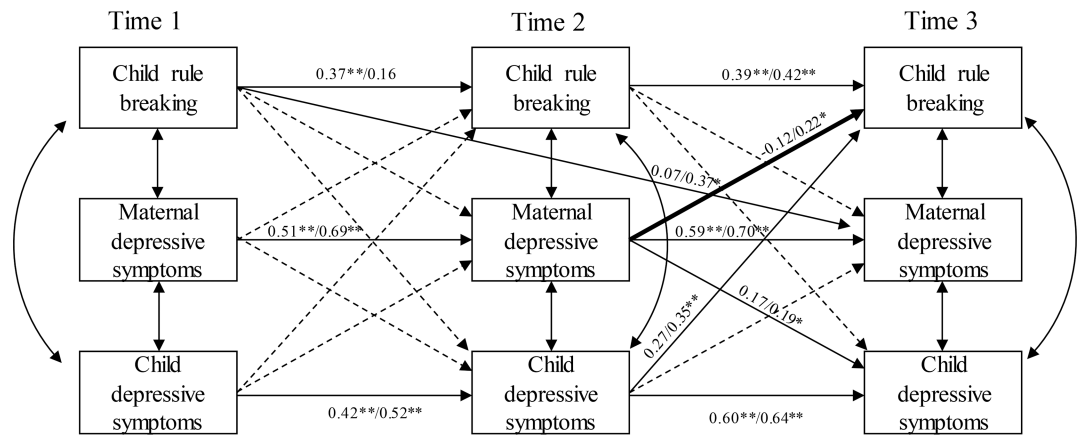 Time 1
Time 2
Time 3
Child rule
breaking
0.37**/0.16
Child rule
breaking
0.39**/0.42**
Child rule
breaking
-0.12/0.22*
0.07/0.37*
Maternal
depressive
symptoms
0.51**/0.69**
Maternal
depressive
symptoms
0.59**/0.70**
Maternal
depressive
symptoms
0.17/0.19*
0.27/0.35**
Child
depressive
symptoms
0.42**/0.52**
Child
depressive
symptoms
0.60**/0.64**
Child
depressive
symptoms